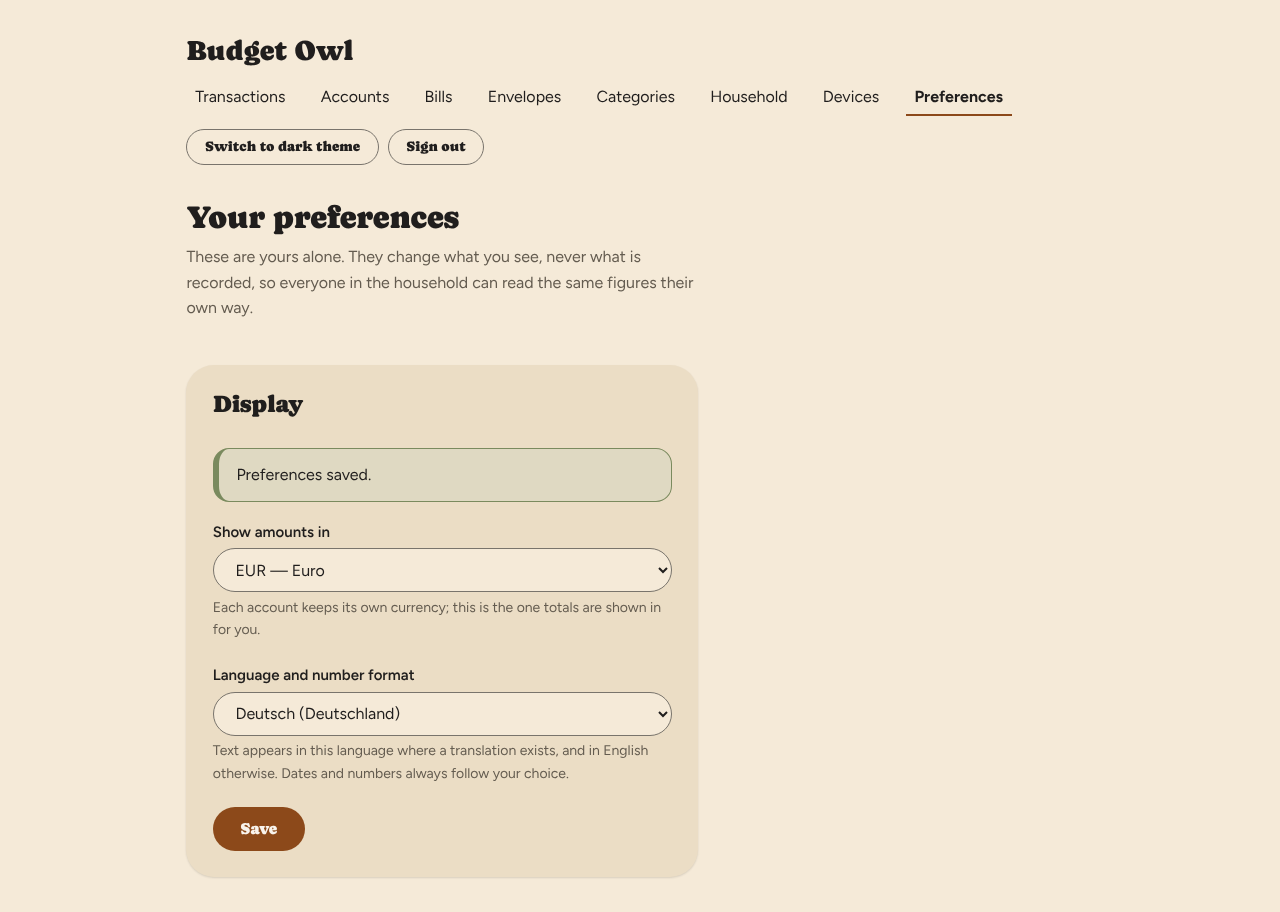 Budget Owl
Transactions Accounts Bills Envelopes Categories Household Devices Preferences
Switch to dark theme Sign out
Your preferences
These are yours alone. They change what you see, never what is
recorded, so everyone in the household can read the same figures their
own way.
Display
Preferences saved.
Show amounts in
EUR — Euro
Each account keeps its own currency; this is the one totals are shown in
for you.
Language and number format
Deutsch (Deutschland)
Text appears in this language where a translation exists, and in English
otherwise. Dates and numbers always follow your choice.
Save